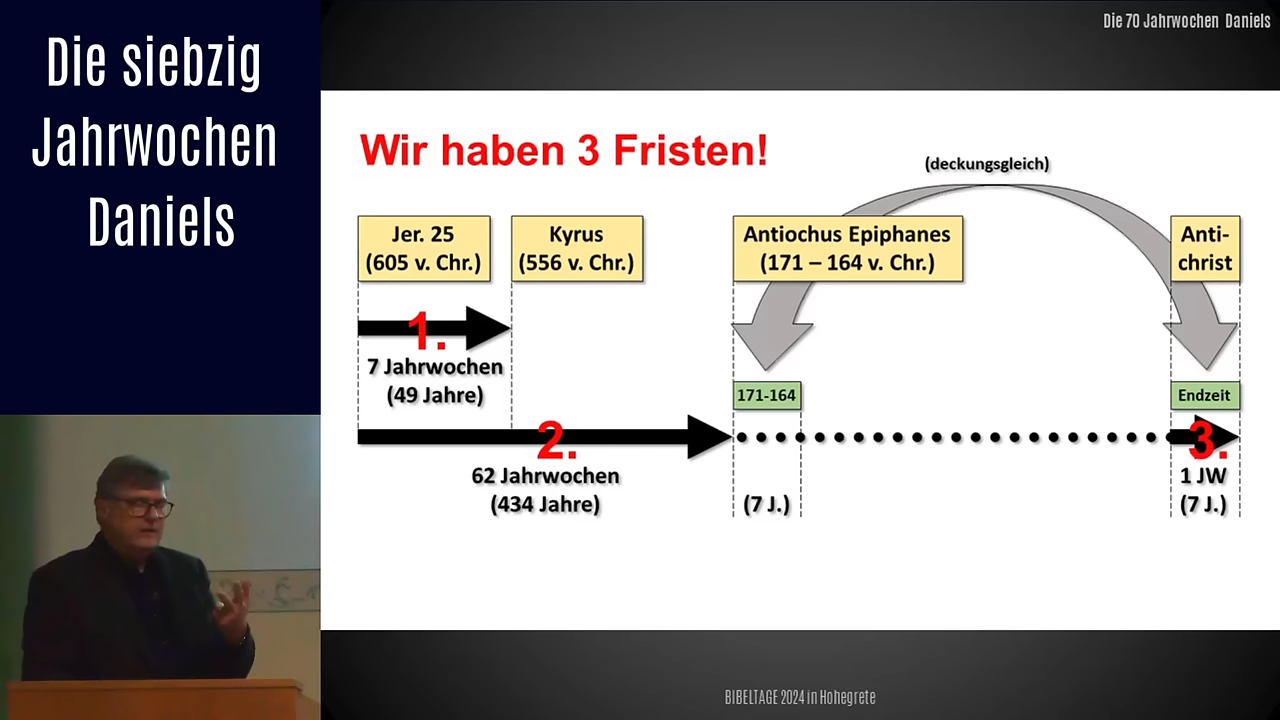 Die siebzig
Jahrwochen
Daniels
Die 70 Jahrwochen Daniels
Wir haben 3 Fristen!
(deckungsgleich)
Jer. 25
(605 v. Chr.)
Kyrus
(556 v. Chr.)
Antiochus Epiphanes
(171 – 164 v. Chr.)
Anti-
christ
1.
7 Jahrwochen
(49 Jahre)
171-164
Endzeit
2.
3.
62 Jahrwochen
(434 Jahre)
(7 J.)
1 JW
(7 J.)
BIBELTAGE 2024 in Hohegrete